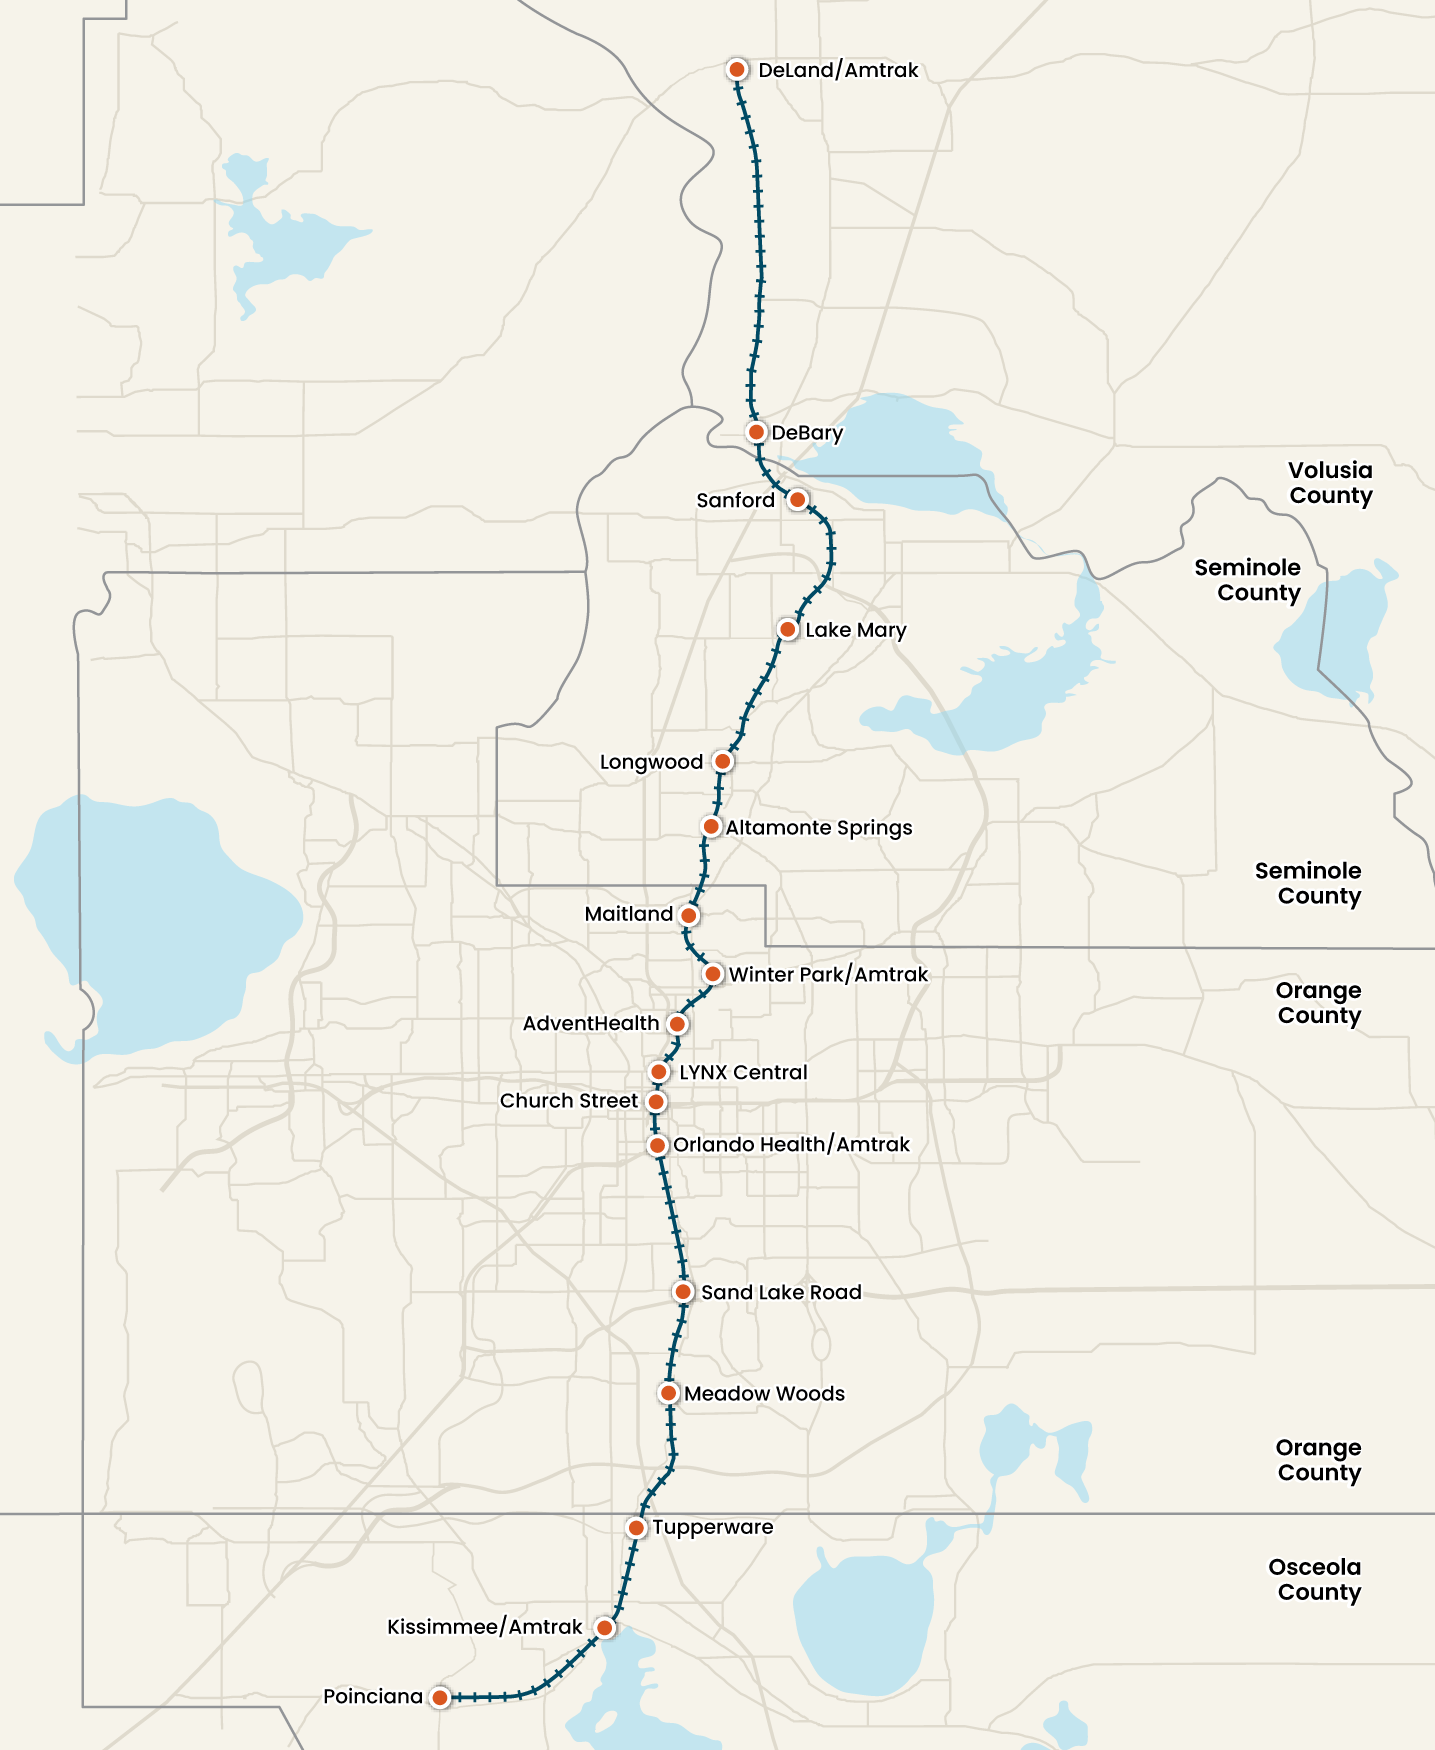 DeLand/Amtrak
DeBary
Volusia
County
Sanford
Seminole
County
Lake Mary
Longwood
Altamonte Springs
Seminole
County
Maitland
Winter Park/Amtrak
Orange
County
AdventHealth
LYNX Central
Church Street
Orlando Health/Amtrak
Sand Lake Road
Meadow Woods
Orange
County
Tupperware
Osceola
County
Kissimmee/Amtrak
Poinciana